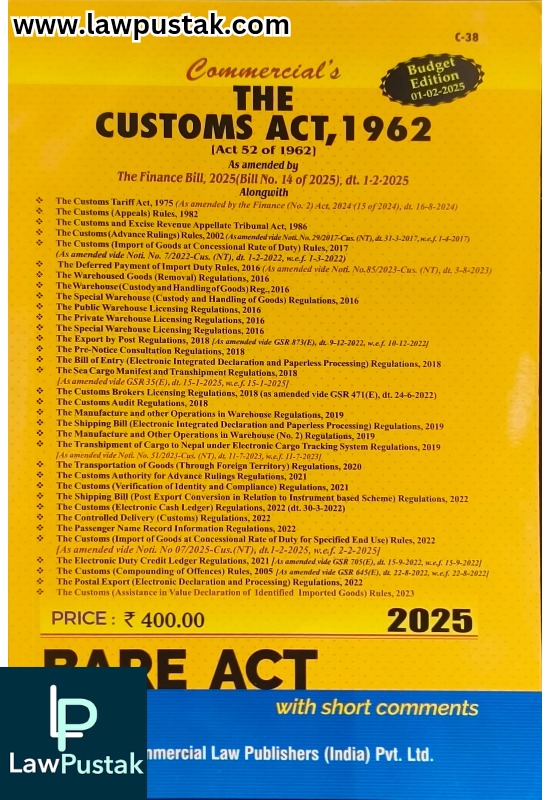 www.lawpustak.com
C-38
Commercial's
Budget
Edition
01-02-2025
THE
CUSTOMS ACT, 1962
[Act 52 of 1962]
As amended by
The Finance Bill, 2025(Bill No. 14 of 2025), dt. 1-2-2025
Alongwith
❖ The Customs Tariff Act, 1975 (As amended by the Finance (No. 2) Act, 2024 (15 of 2024), dt. 16-8-2024)
❖ The Customs (Appeals) Rules, 1982
❖ The Customs and Excise Revenue Appellate Tribunal Act, 1986
❖ The Customs (Advance Rulings) Rules, 2002 (As amended vide Noti. No. 29/2017-Cus. (NT), dt. 31-3-2017, w.e.f. 1-4-2017)
❖ The Customs (Import of Goods at Concessional Rate of Duty) Rules, 2017
(As amended vide Noti. No. 7/2022-Cus. (NT), dt. 1-2-2022, w.e.f. 1-3-2022)
❖ The Deferred Payment of Import Duty Rules, 2016 (As amended vide Noti. No.85/2023-Cus. (NT), dt. 3-8-2023)
❖ The Warehoused Goods (Removal) Regulations, 2016
❖ The Warehouse (Custody and Handling of Goods) Reg., 2016
❖ The Special Warehouse (Custody and Handling of Goods) Regulations, 2016
❖ The Public Warehouse Licensing Regulations, 2016
❖ The Private Warehouse Licensing Regulations, 2016
❖ The Special Warehouse Licensing Regulations, 2016
❖ The Export by Post Regulations, 2018 [As amended vide GSR 873(E), dt. 9-12-2022, w.e.f. 10-12-2022]
❖ The Pre-Notice Consultation Regulations, 2018
❖ The Bill of Entry (Electronic Integrated Declaration and Paperless Processing) Regulations, 2018
❖ The Sea Cargo Manifest and Transhipment Regulations, 2018
[As amended vide GSR 35(E), dt. 15-1-2025, w.e.f. 15-1-2025]
❖ The Customs Brokers Licensing Regulations, 2018 (as amended vide GSR 471(E), dt. 24-6-2022)
❖ The Customs Audit Regulations, 2018
❖ The Manufacture and other Operations in Warehouse Regulations, 2019
❖ The Shipping Bill (Electronic Integrated Declaration and Paperless Processing) Regulations, 2019
❖ The Manufacture and Other Operations in Warehouse (No. 2) Regulations, 2019
❖ The Transhipment of Cargo to Nepal under Electronic Cargo Tracking System Regulations, 2019
[As amended vide Noti. No. 51/2023-Cus. (NT), dt. 11-7-2023, w.e.f. 11-7-2023]
❖ The Transportation of Goods (Through Foreign Territory) Regulations, 2020
❖ The Customs Authority for Advance Rulings Regulations, 2021
❖ The Customs (Verification of Identity and Compliance) Regulations, 2021
❖ The Shipping Bill (Post Export Conversion in Relation to Instrument based Scheme) Regulations, 2022
❖ The Customs (Electronic Cash Ledger) Regulations, 2022 (dt. 30-3-2022)
❖ The Controlled Delivery (Customs) Regulations, 2022
❖ The Passenger Name Record Information Regulations, 2022
❖ The Customs (Import of Goods at Concessional Rate of Duty for Specified End Use) Rules, 2022
[As amended vide Noti. No 07/2025-Cus.(NT), dt.1-2-2025, w.e.f. 2-2-2025]
❖ The Electronic Duty Credit Ledger Regulations, 2021 [As amended vide GSR 705(E), dt. 15-9-2022, w.e.f. 15-9-2022]
❖ The Customs (Compounding of Offences) Rules, 2005 [As amended vide GSR 645(E), dt. 22-8-2022, w.e.f. 22-8-2022]
❖ The Postal Export (Electronic Declaration and Processing) Regulations, 2022
❖ The Customs (Assistance in Value Declaration of Identified Imported Goods) Rules, 2023
PRICE : ₹ 400.00
2025
BARE ACT
with short comments
mmercial Law Publishers (India) Pvt. Ltd.
LP
LawPustak